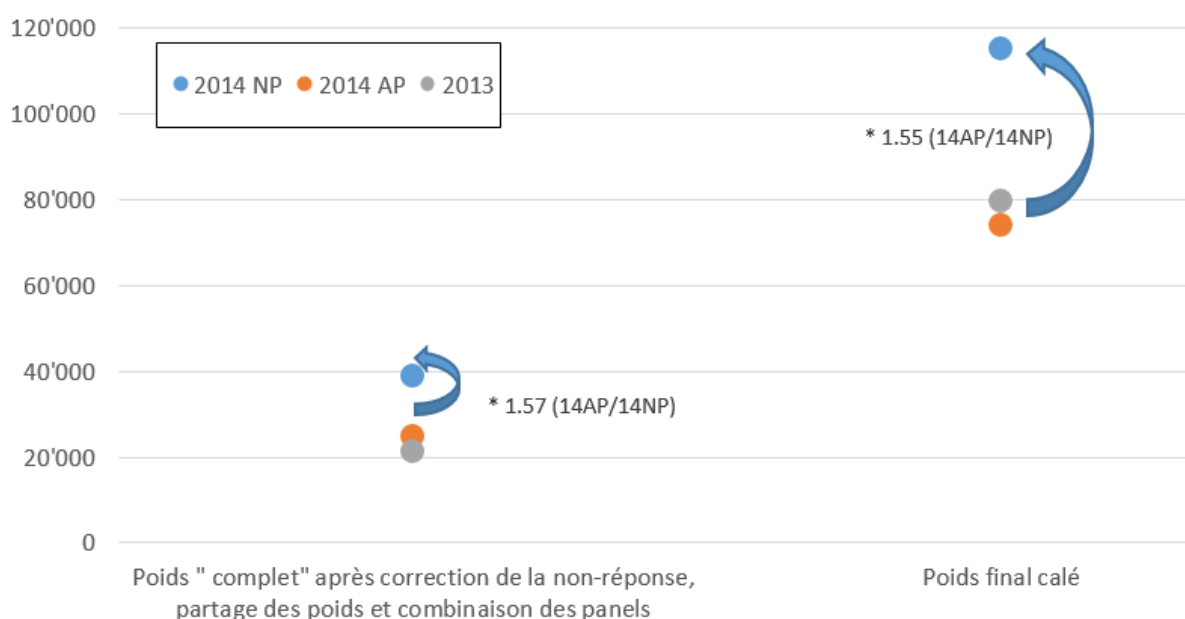 120'000
2014 NP 2014 AP 2013
100'000
* 1.55 (14AP/14NP)
80'000
60'000
40'000
* 1.57 (14AP/14NP)
20'000
0
Poids " complet" après correction de la non-réponse,
partage des poids et combinaison des panels
Poids final calé